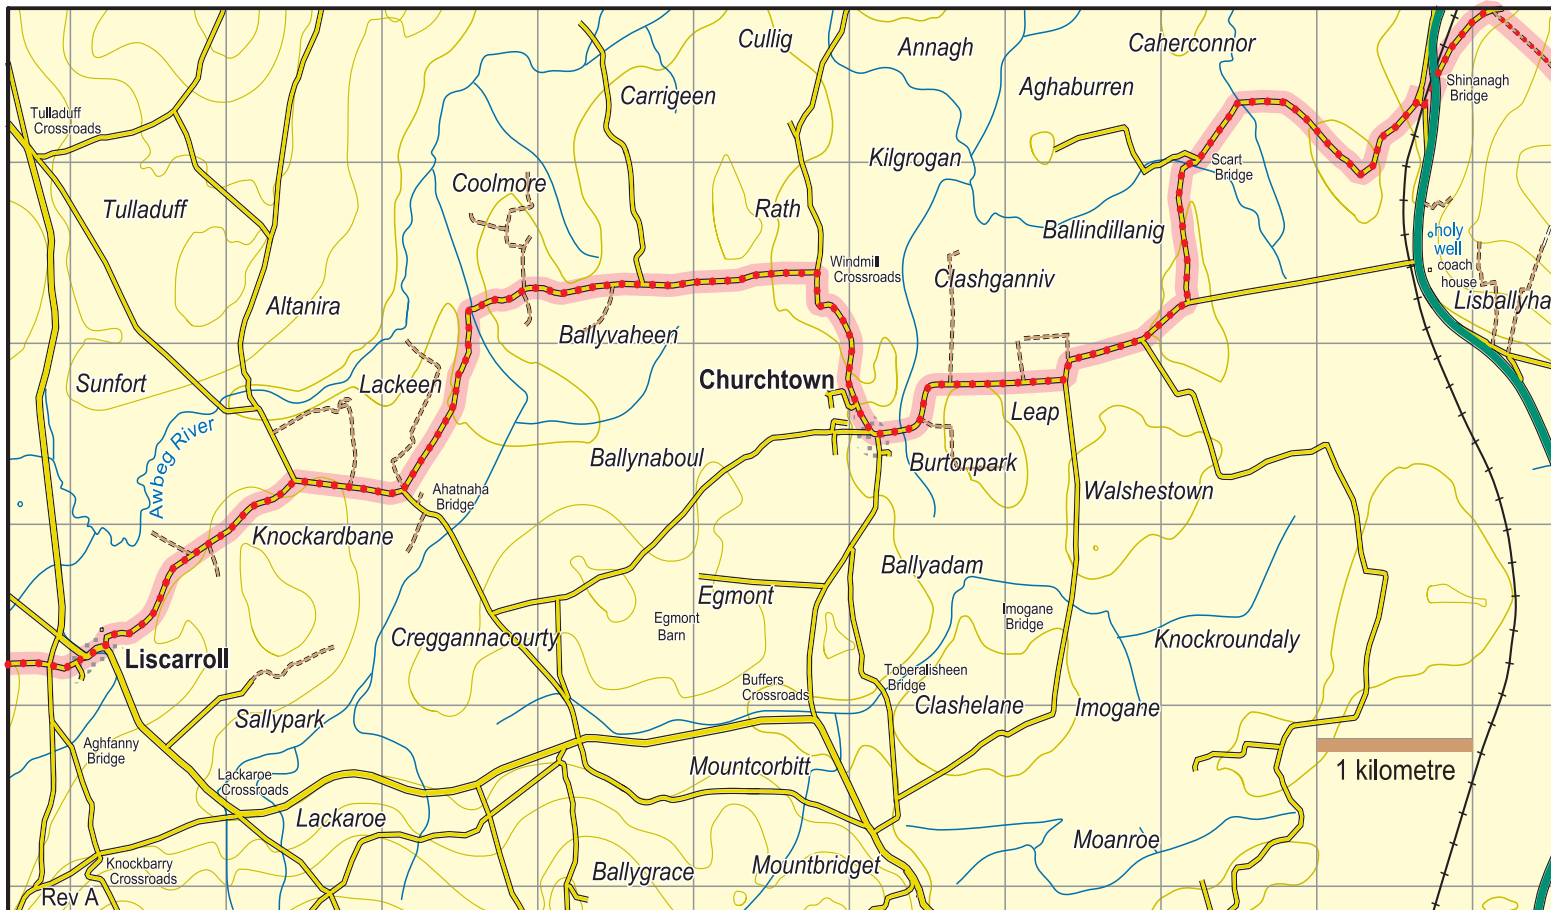 Cullig
Annagh
Caherconnor
Aghaburren
Carrigeen
Shinanagh
Bridge
Tulladuff
Crossroads
Kilgrogan
Scart
Bridge
Coolmore
Tulladuff
Rath
Ballindillanig
holy
well
coach
house
Windmill
Crossroads
Clashganniv
Lisballyha
Altanira
Ballyvaheen
Sunfort
Lackeen
Churchtown
Leap
Awbeg River
Ballynaboul
Burtonpark
Walshestown
Ahatnaha
Bridge
Knockardbane
Ballyadam
Egmont
Egmont
Barn
Imogane
Bridge
Creggannacourty
Knockroundaly
Liscarroll
Toberalisheen
Bridge
Buffers
Crossroads
Clashelane
Imogane
Sallypark
Aghfanny
Bridge
Mountcorbitt
1 kilometre
Lackaroe
Crossroads
Lackaroe
Moanroe
Knockbarry
Crossroads
Ballygrace
Mountbridget
Rev A